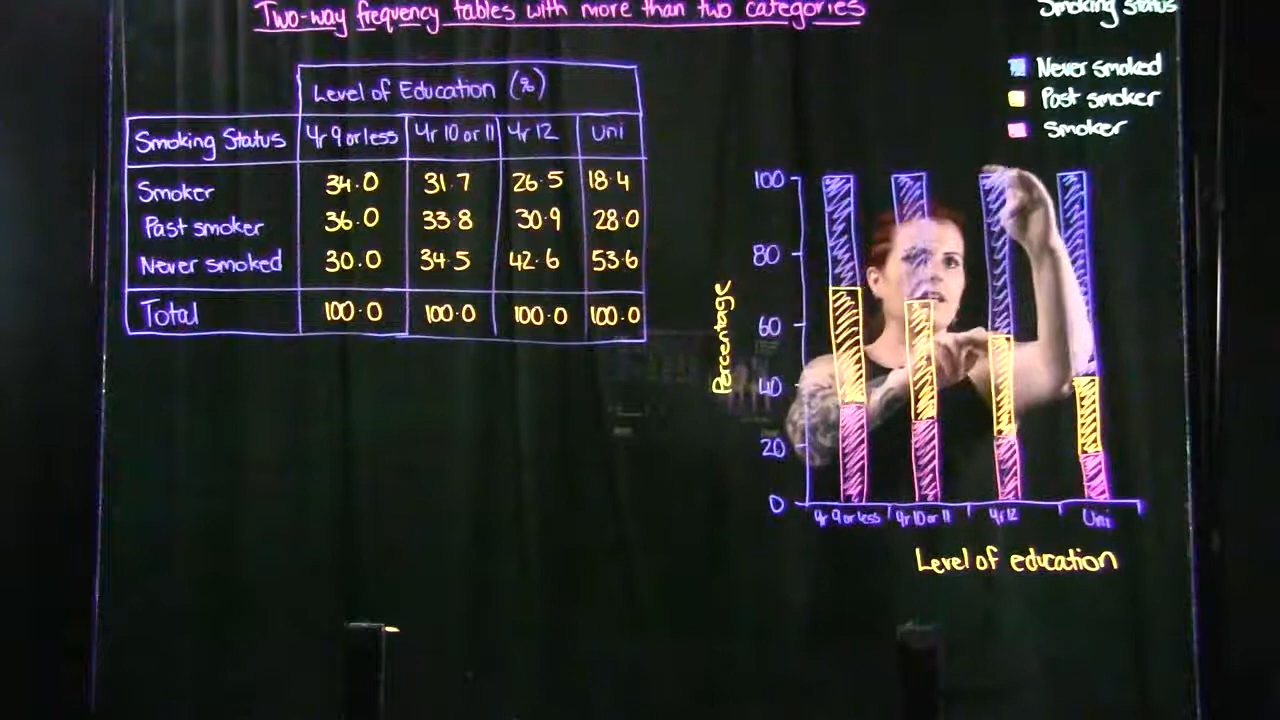 Two-way frequency tables with more than two categories
Level of Education (%)
Smoking Status Yr 9 or less Yr 10 or 11 Yr 12 Uni
Smoker 34.0 31.7 26.5 18.4
Past smoker 36.0 33.8 30.9 28.0
Never smoked 30.0 34.5 42.6 53.6
Total 100.0 100.0 100.0 100.0
Smoking status
Never smoked
Past smoker
Smoker
Percentage
100
80
60
40
20
0
Yr 9 or less Yr 10 or 11 Yr 12 Uni
Level of education